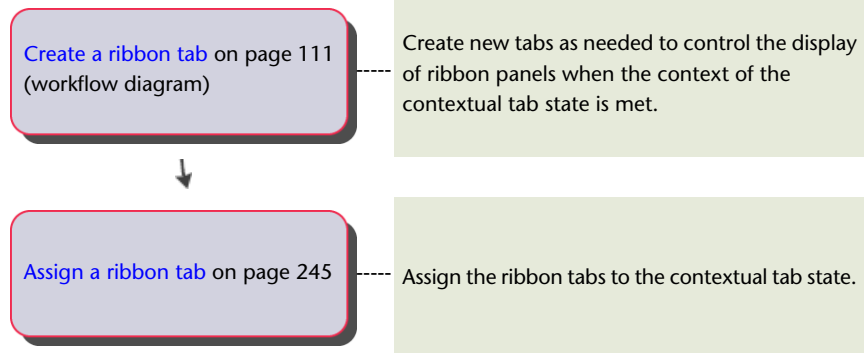 Create a ribbon tab on page 111
(workflow diagram)
Create new tabs as needed to control the display
of ribbon panels when the context of the
contextual tab state is met.
Assign a ribbon tab on page 245
Assign the ribbon tabs to the contextual tab state.